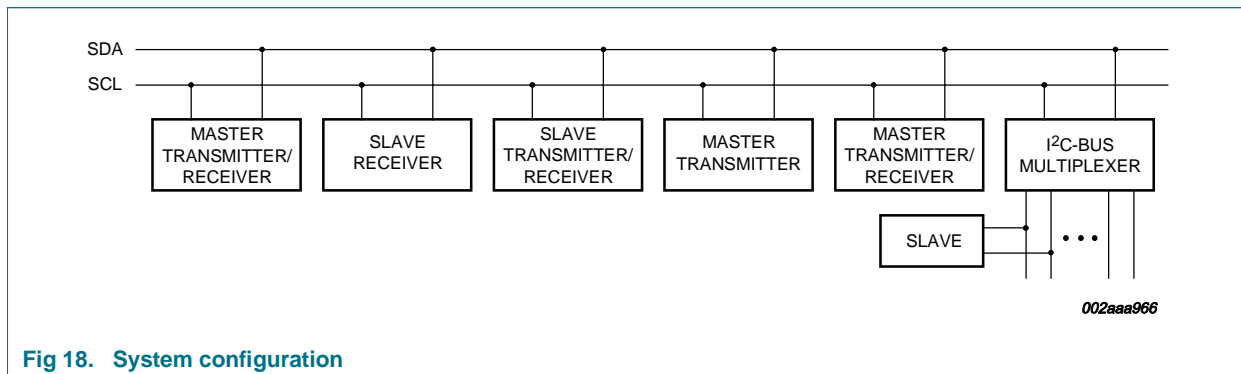 SDA
SCL
MASTER
TRANSMITTER/
RECEIVER
SLAVE
RECEIVER
SLAVE
TRANSMITTER/
RECEIVER
MASTER
TRANSMITTER
MASTER
TRANSMITTER/
RECEIVER
I²C-BUS
MULTIPLEXER
SLAVE
002aaa966
Fig 18. System configuration